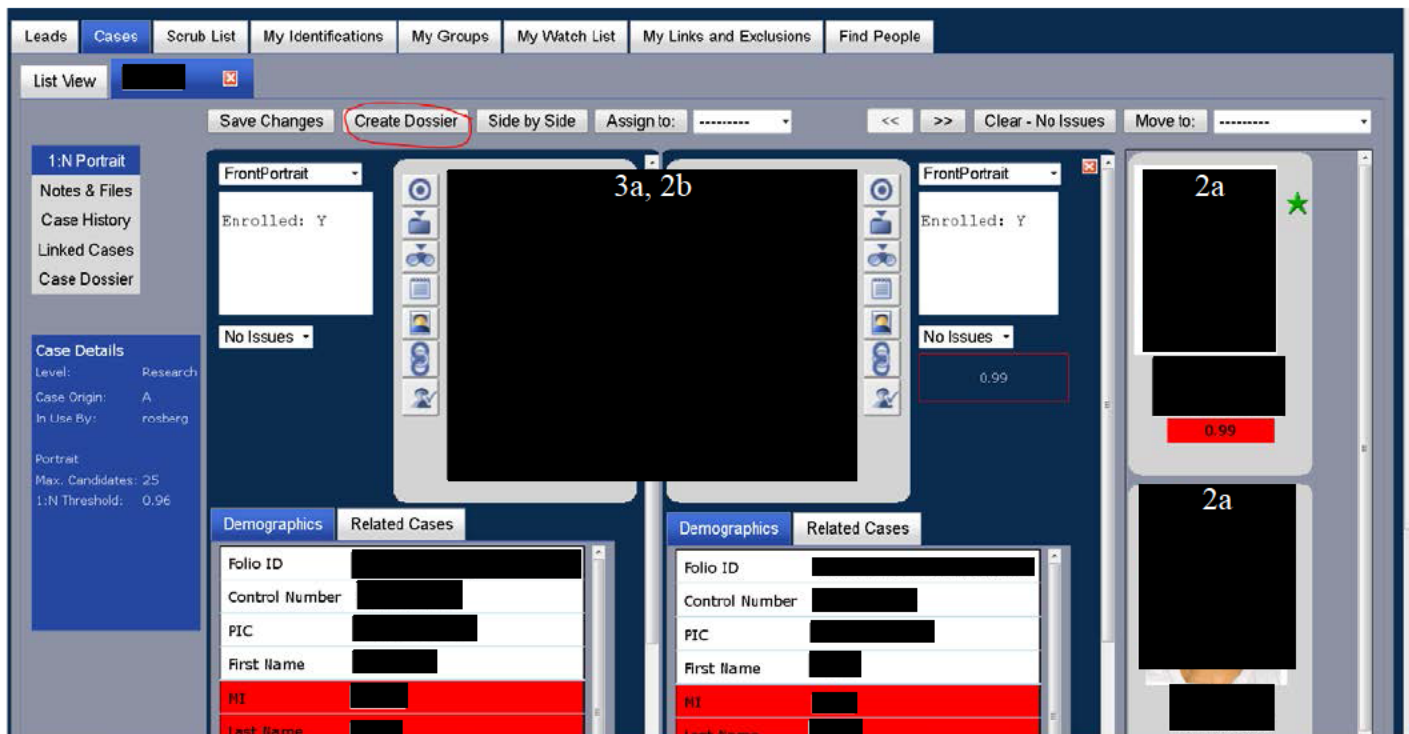 Leads Cases Scrub List My Identifications My Groups My Watch List My Links and Exclusions Find People
List View
Save Changes Create Dossier Side by Side Assign to: --------- << >> Clear - No Issues Move to: ---------
1:N Portrait
Notes & Files
Case History
Linked Cases
Case Dossier
Case Details
Level: Research
Case Origin: A
In Use By: rosberg
Portrait
Max. Candidates: 25
1:N Threshold: 0.96
FrontPortrait
Enrolled: Y
No Issues
3a, 2b
FrontPortrait
Enrolled: Y
No Issues
0.99
Demographics Related Cases
Folio ID
Control Number
PIC
First Name
MI
Last Name
Demographics Related Cases
Folio ID
Control Number
PIC
First Name
MI
Last Name
2a
0.99
2a